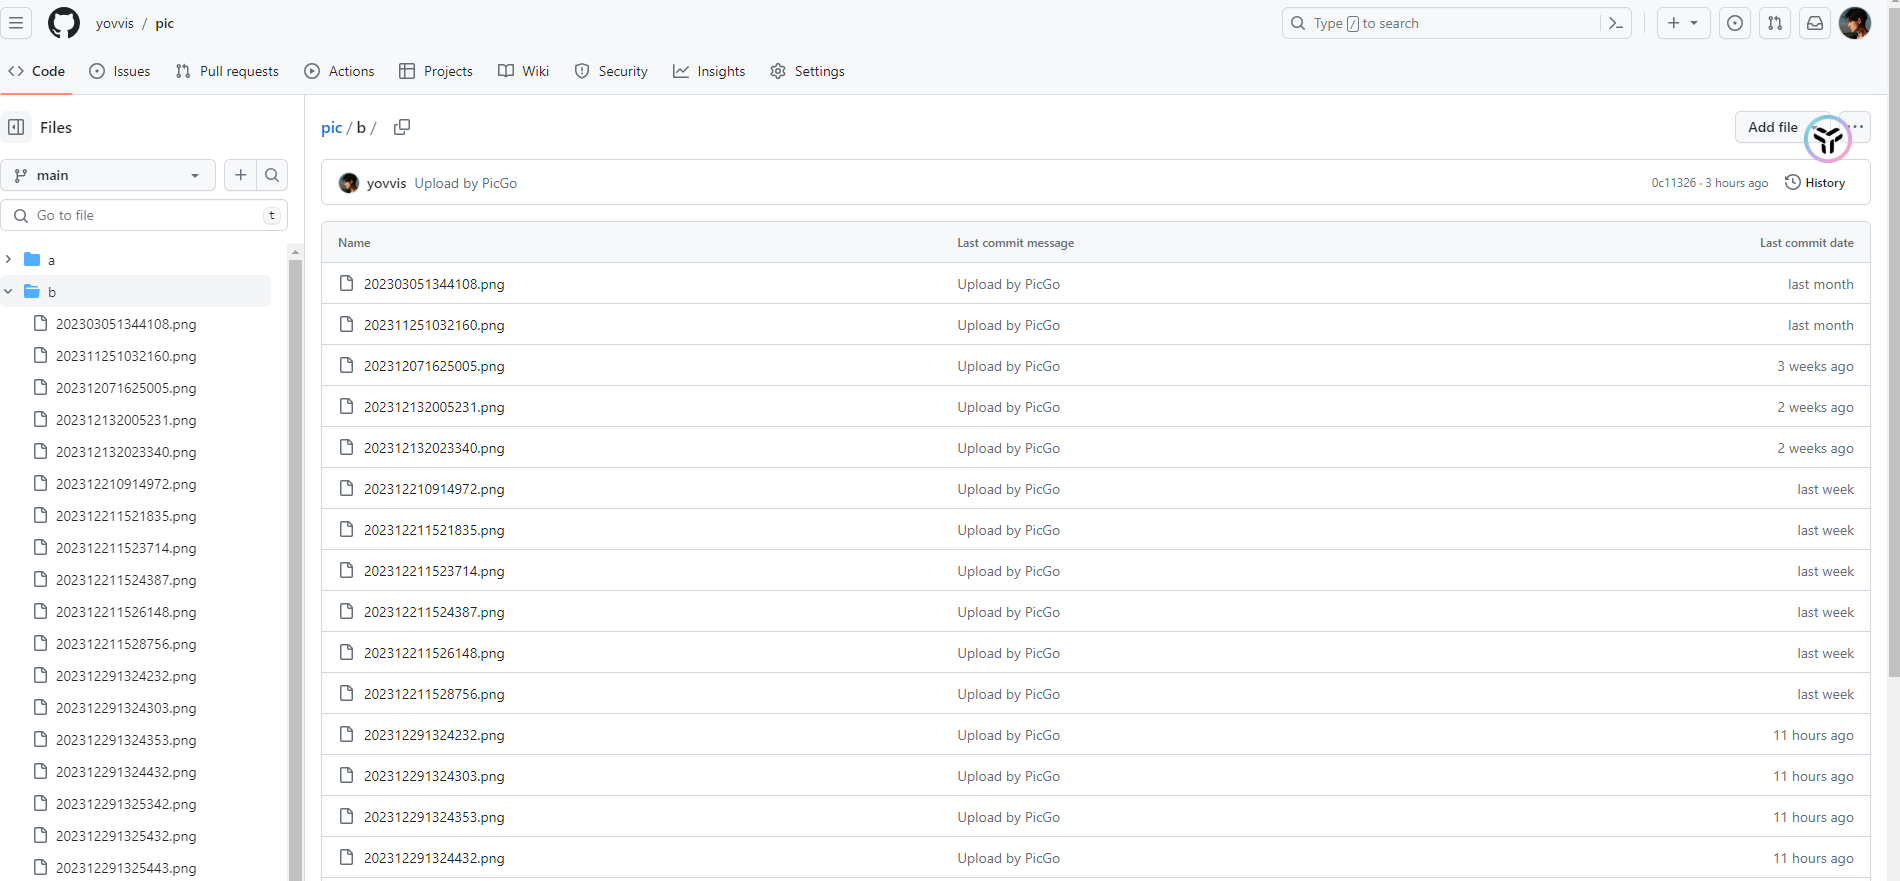 yovvis / pic
Type / to search
Code Issues Pull requests Actions Projects Wiki Security Insights Settings
Files
main
Go to file t
a
b
202303051344108.png
202311251032160.png
202312071625005.png
202312132005231.png
202312132023340.png
202312210914972.png
202312211521835.png
202312211523714.png
202312211524387.png
202312211526148.png
202312211528756.png
202312291324232.png
202312291324303.png
202312291324353.png
202312291324432.png
202312291325342.png
202312291325432.png
202312291325443.png
pic / b /
Add file
yovvis Upload by PicGo 0c11326 · 3 hours ago History
Name Last commit message Last commit date
202303051344108.png Upload by PicGo last month
202311251032160.png Upload by PicGo last month
202312071625005.png Upload by PicGo 3 weeks ago
202312132005231.png Upload by PicGo 2 weeks ago
202312132023340.png Upload by PicGo 2 weeks ago
202312210914972.png Upload by PicGo last week
202312211521835.png Upload by PicGo last week
202312211523714.png Upload by PicGo last week
202312211524387.png Upload by PicGo last week
202312211526148.png Upload by PicGo last week
202312211528756.png Upload by PicGo last week
202312291324232.png Upload by PicGo 11 hours ago
202312291324303.png Upload by PicGo 11 hours ago
202312291324353.png Upload by PicGo 11 hours ago
202312291324432.png Upload by PicGo 11 hours ago